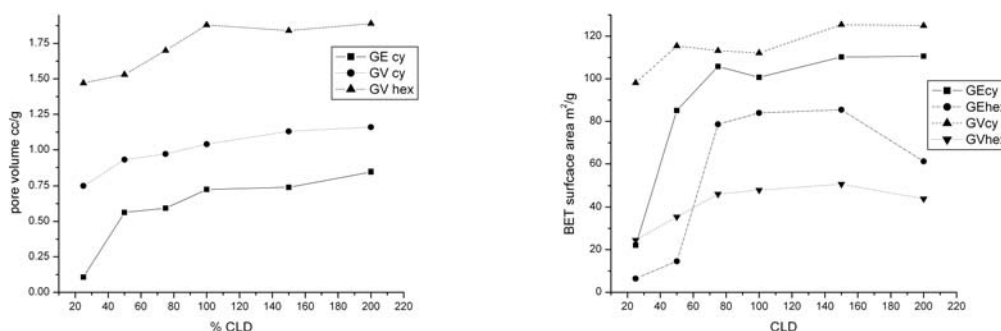 pore volume cc/g
1.75
1.50
1.25
1.00
0.75
0.50
0.25
0.00
20 40 60 80 100 120 140 160 180 200 220
% CLD
GE cy
GV cy
GV hex
BET surfcace area m²/g
120
100
80
60
40
20
0
20 40 60 80 100 120 140 160 180 200 220
CLD
GEcy
GEhex
GVcy
GVhex